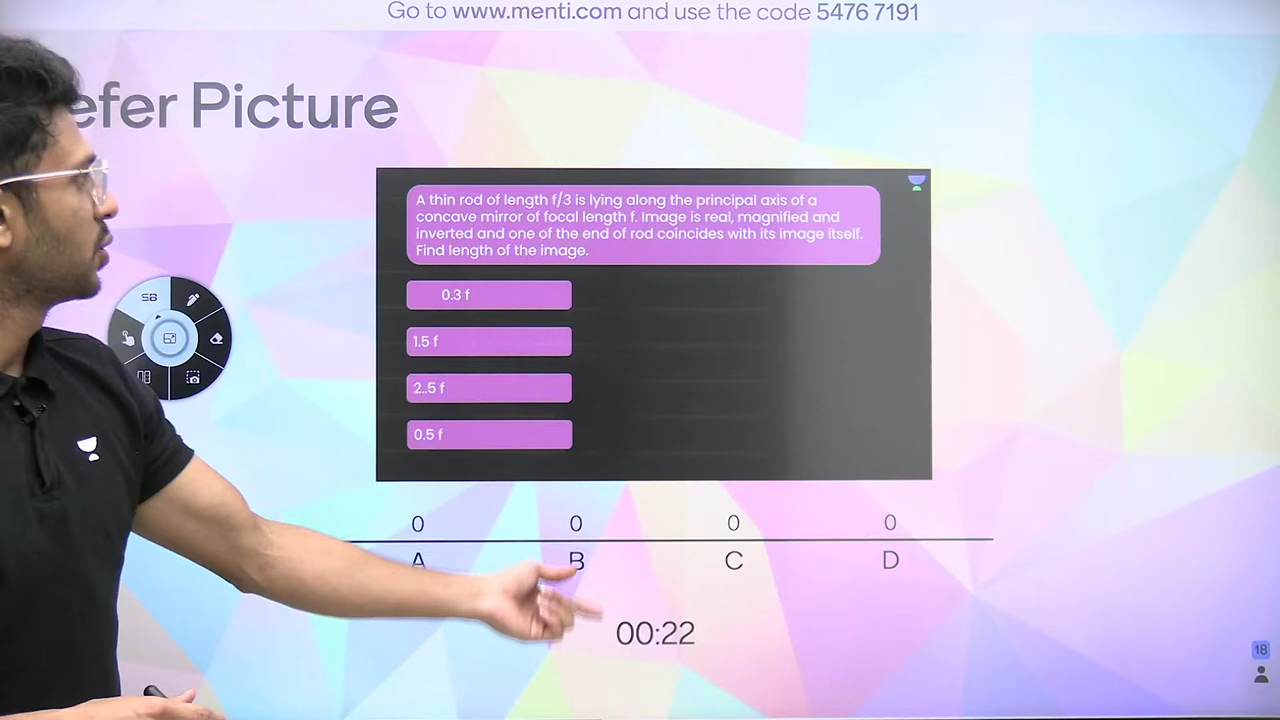 Go to www.menti.com and use the code 5476 7191
efer Picture
A thin rod of length f/3 is lying along the principal axis of a
concave mirror of focal length f. Image is real, magnified and
inverted and one of the end of rod coincides with its image itself.
Find length of the image.
SB
0.3 f
1.5 f
2..5 f
0.5 f
0 0 0 0
A B C D
00:22
18